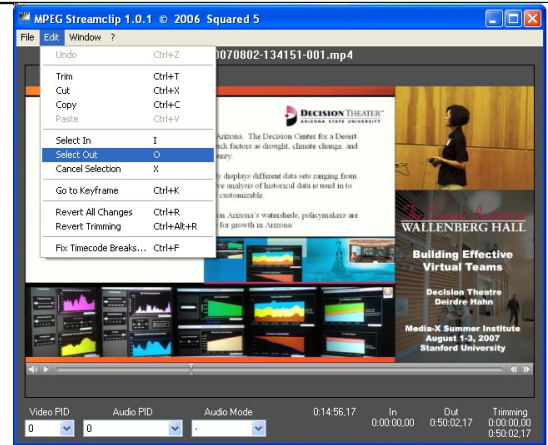 MPEG Streamclip 1.0.1 © 2006 Squared 5
File Edit Window ?
0070802-134151-001.mp4
Undo Ctrl+Z
Trim Ctrl+T
Cut Ctrl+X
Copy Ctrl+C
Paste Ctrl+V
Select In I
Select Out O
Cancel Selection X
Go to Keyframe Ctrl+K
Revert All Changes Ctrl+R
Revert Trimming Ctrl+Alt+R
Fix Timecode Breaks... Ctrl+F
DECISION THEATER
ARIZONA STATE UNIVERSITY
Arizona. The Decision Center for a Desert
such factors as drought, climate change, and
displays different data sets ranging from
analysis of historical data is used in to
customizable.
on Arizona's watersheds, policymakers are
for growth in Arizona.
WALLENBERG HALL
Building Effective
Virtual Teams
Decision Theatre
Deirdre Hahn
Media-X Summer Institute
August 1-3, 2007
Stanford University
Video PID Audio PID Audio Mode 0:14:56,17 In Out Trimming
0 0 - 0:00:00,00 0:50:02,17 0:00:00,00
0:50:02,17